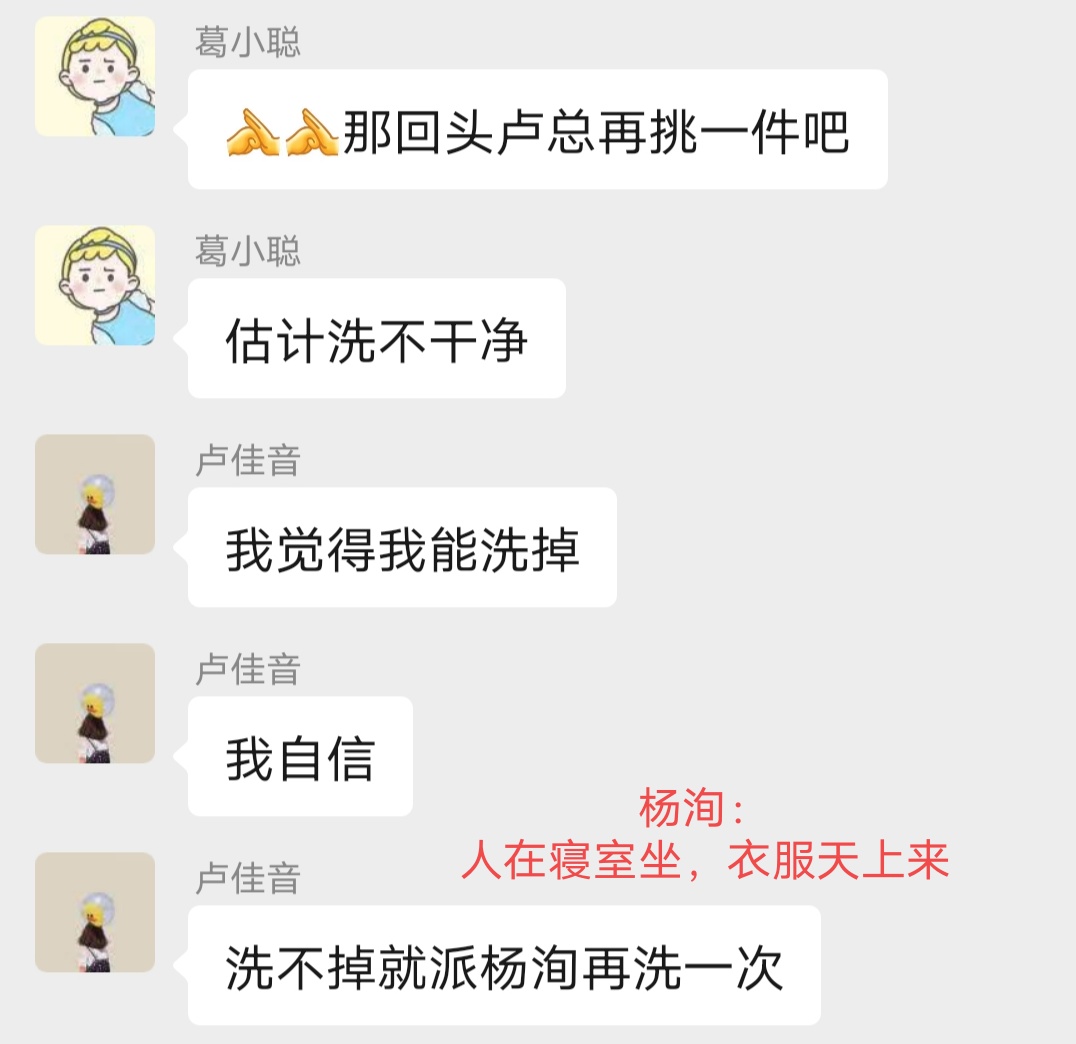 葛小聪
🫲🫲那回头卢总再挑一件吧
葛小聪
估计洗不干净
卢佳音
我觉得我能洗掉
卢佳音
我自信
杨洵：
人在寝室坐，衣服天上来
卢佳音
洗不掉就派杨洵再洗一次